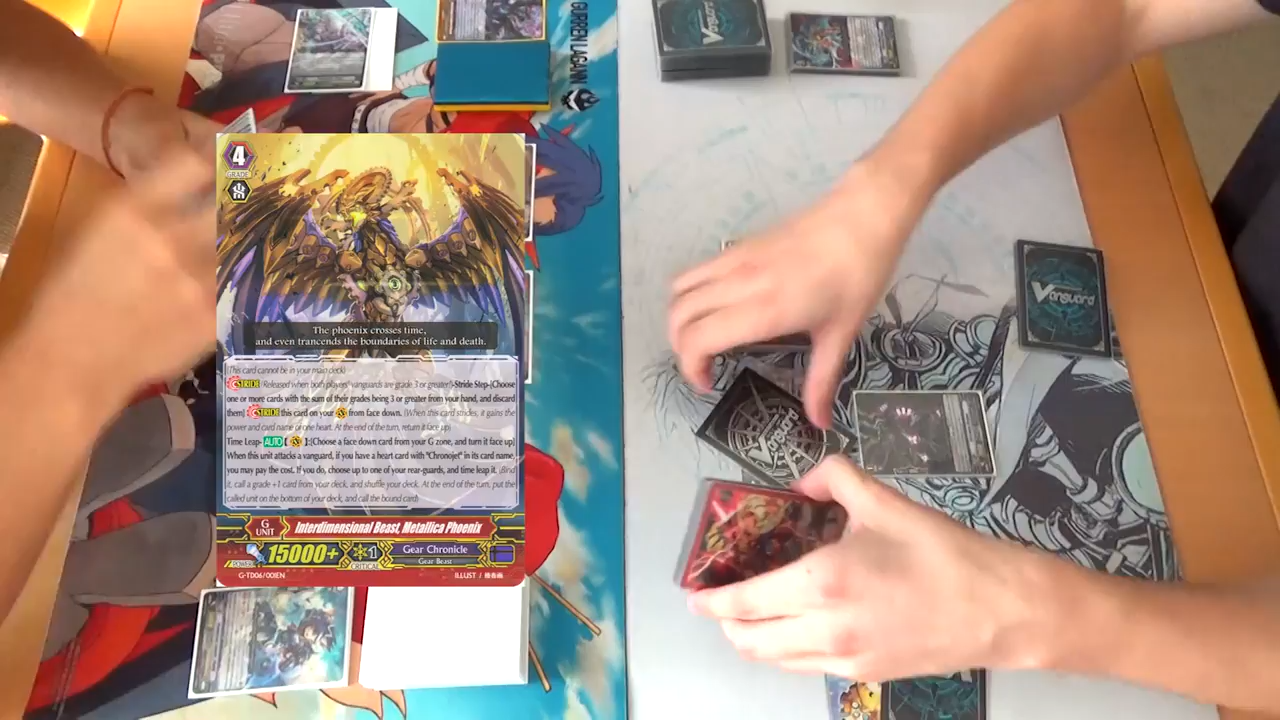 GURREN LAGANN
Vanguard
4
GRADE
The phoenix crosses time,
and even trancends the boundaries of life and death.
(This card cannot be in your main deck)
STRIDE (Released when both players' vanguards are grade 3 or greater!)-Stride Step-[Choose
one or more cards with the sum of their grades being 3 or greater from your hand, and discard
them] STRIDE this card on your from face down. (When this card strides, it gains the
power and card name of one heart. At the end of the turn, return it face up)
Time Leap- AUTO [ ]:[Choose a face down card from your G zone, and turn it face up]
When this unit attacks a vanguard, if you have a heart card with "Chronojet" in its card name,
you may pay the cost. If you do, choose up to one of your rear-guards, and time leap it. (Bind
it, call a grade +1 card from your deck, and shuffle your deck. At the end of the turn, put the
called unit on the bottom of your deck, and call the bound card)
G UNIT
Interdimensional Beast, Metallica Phoenix
POWER 15000+ 1 CRITICAL
Gear Chronicle
Gear Beast
G-TD06/001EN ILLUST /
Vanguard
Vanguard